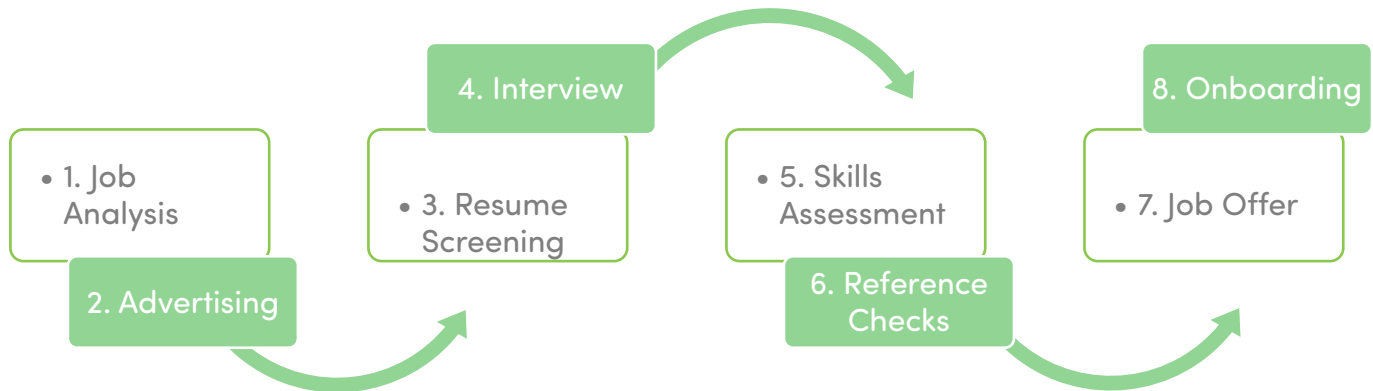 • 1. Job
Analysis
2. Advertising
• 3. Resume
Screening
4. Interview
• 5. Skills
Assessment
6. Reference
Checks
• 7. Job Offer
8. Onboarding